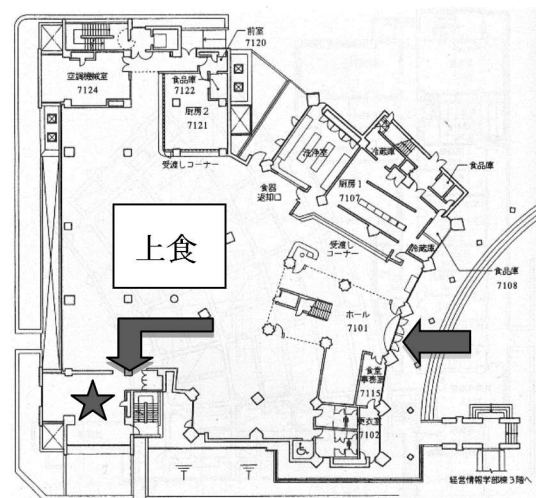 前室
7120
空調機械室
7124
食品庫
7122
厨房2
7121
受渡しコーナー
洗浄室
冷蔵庫
食品庫
食器
返却口
厨房1
7107
受渡し
コーナー
冷蔵庫
食品庫
7108
上食
ホール
7101
食堂
事務室
7115
更衣室
7102
経営情報学部棟3階へ